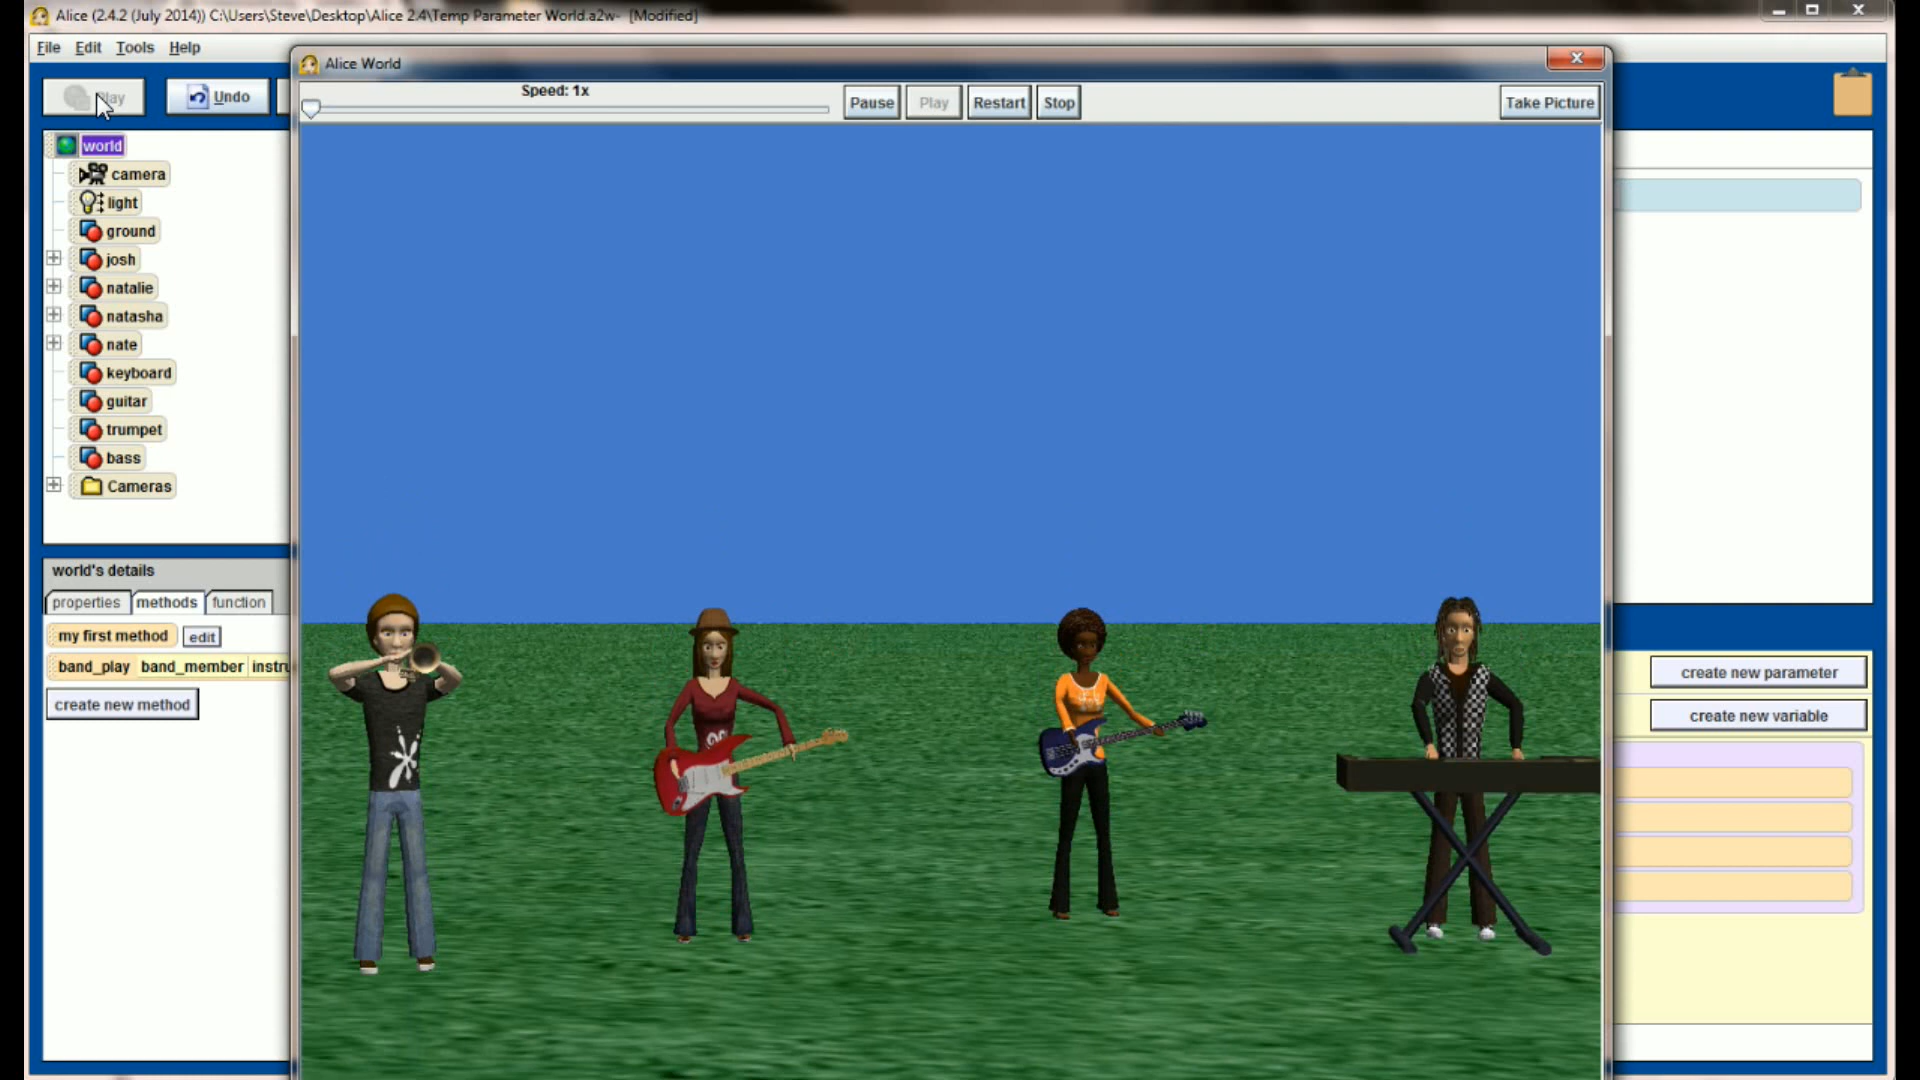 Alice (2.4.2 (July 2014)) C:\Users\Steve\Desktop\Alice 2.4\Temp Parameter World.a2w- [Modified]
File Edit Tools Help
Alice World
Play
Undo
Speed: 1x
Pause
Play
Restart
Stop
Take Picture
world
camera
light
ground
josh
natalie
natasha
nate
keyboard
guitar
trumpet
bass
Cameras
world's details
properties methods function
my first method edit
band_play band_member instru
create new method
create new parameter
create new variable